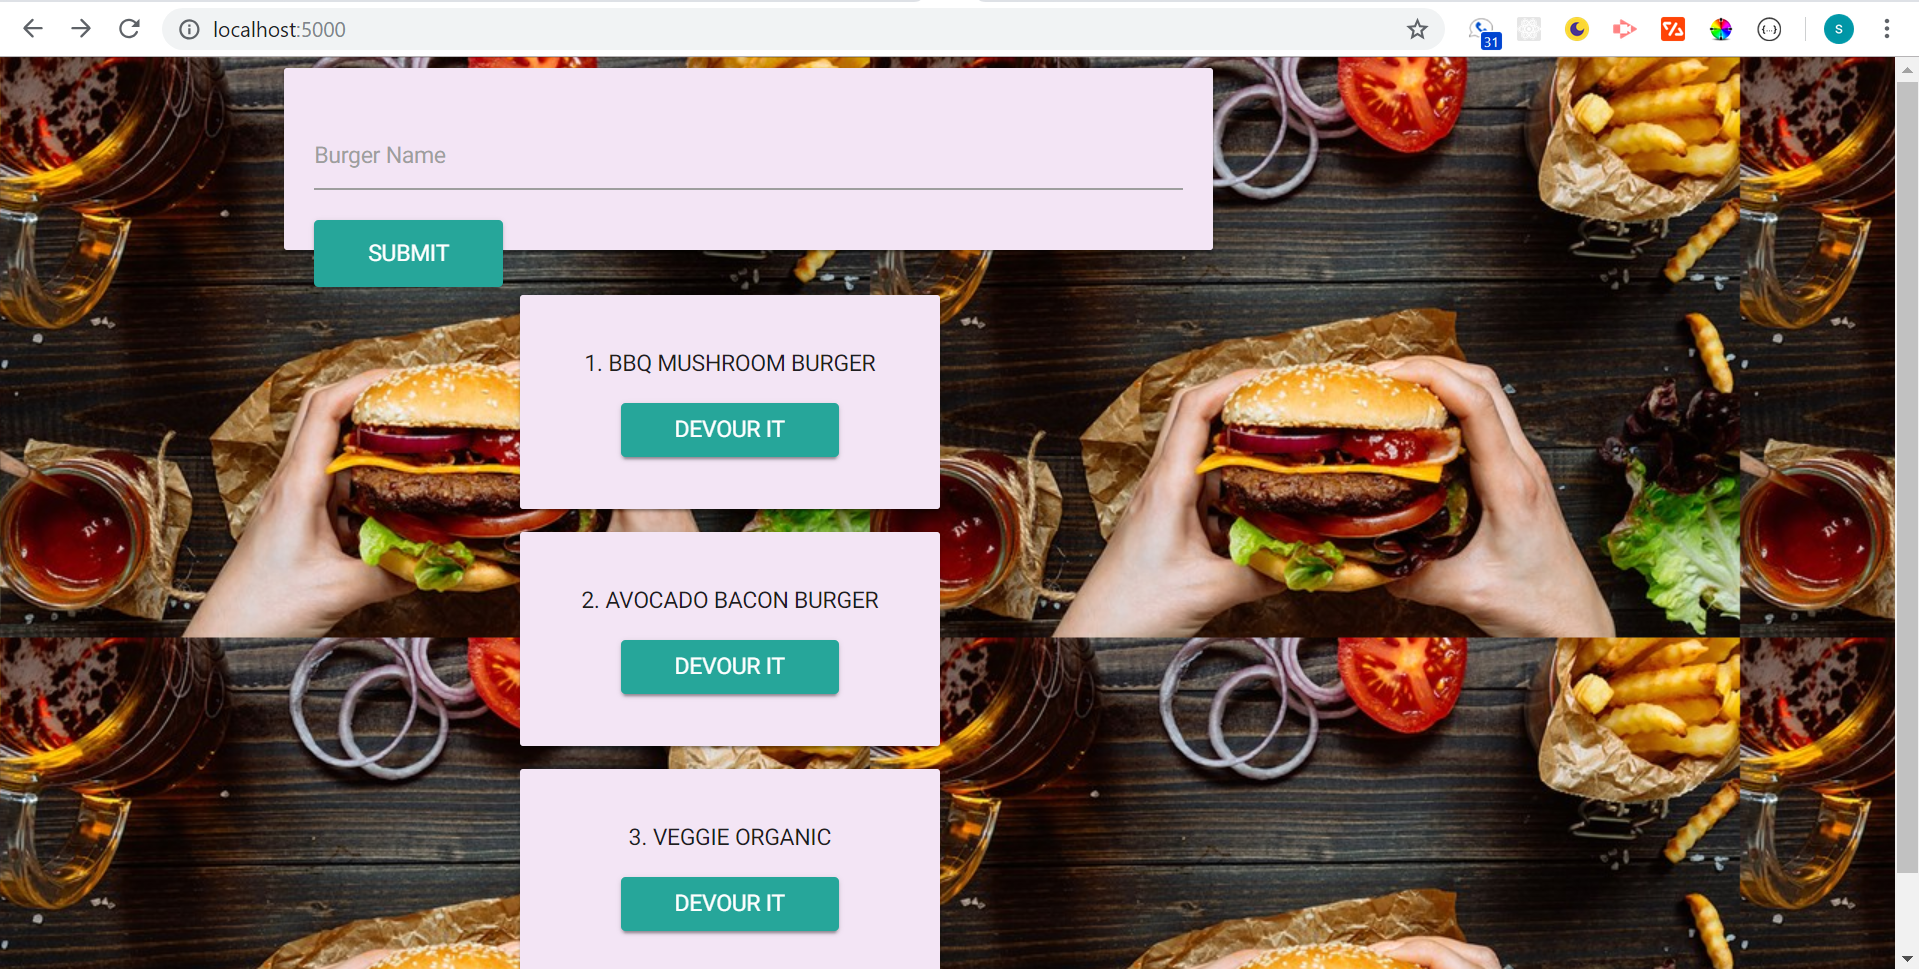 localhost:5000
31
s
Burger Name
SUBMIT
1. BBQ MUSHROOM BURGER
DEVOUR IT
2. AVOCADO BACON BURGER
DEVOUR IT
3. VEGGIE ORGANIC
DEVOUR IT